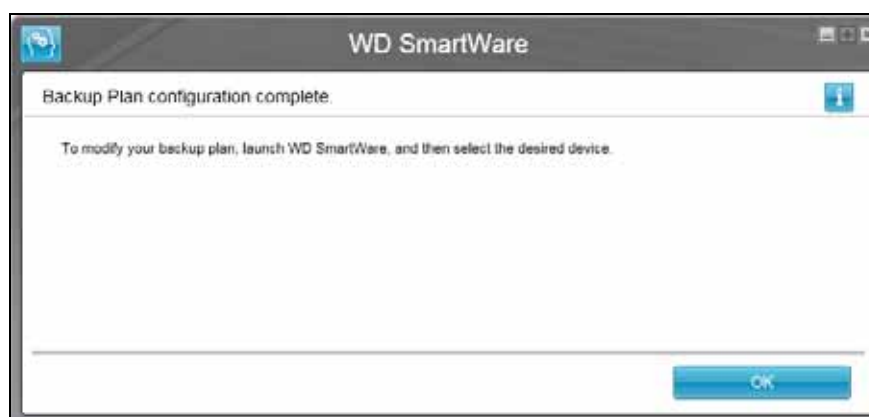 WD SmartWare
Backup Plan configuration complete.
To modify your backup plan, launch WD SmartWare, and then select the desired device.
OK